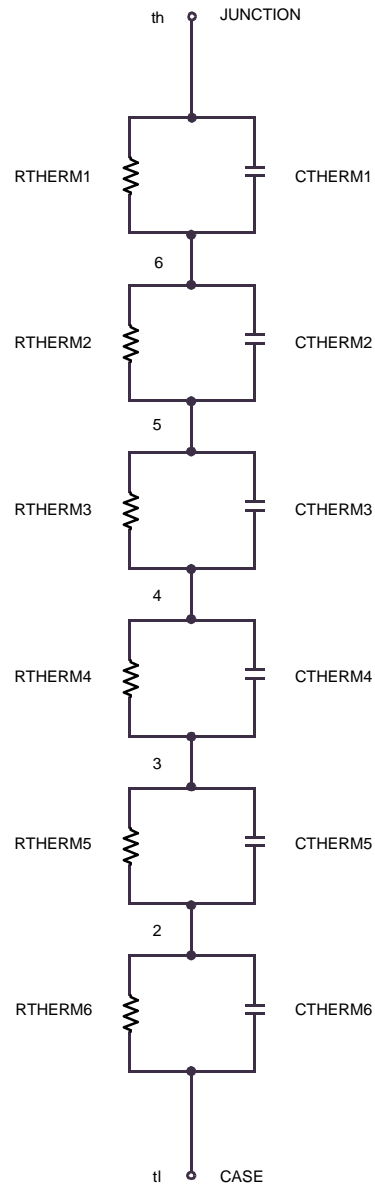 th JUNCTION
RTHERM1 CTHERM1
6
RTHERM2 CTHERM2
5
RTHERM3 CTHERM3
4
RTHERM4 CTHERM4
3
RTHERM5 CTHERM5
2
RTHERM6 CTHERM6
tl CASE